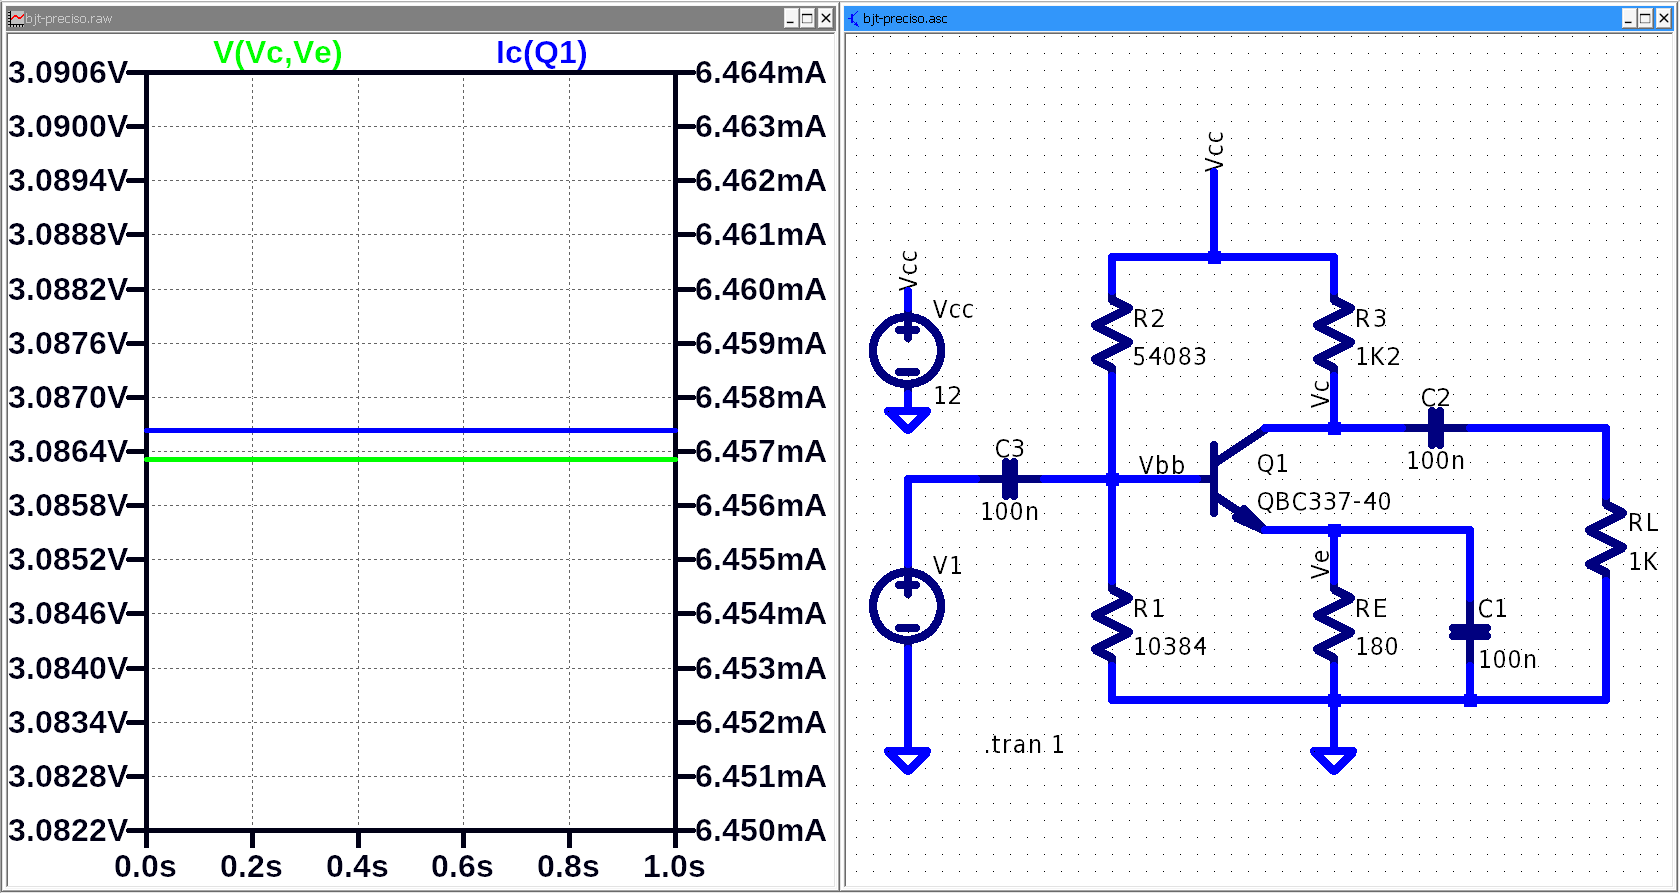 bjt-preciso.raw
V(Vc,Ve) Ic(Q1)
3.0906V 6.464mA
3.0900V 6.463mA
3.0894V 6.462mA
3.0888V 6.461mA
3.0882V 6.460mA
3.0876V 6.459mA
3.0870V 6.458mA
3.0864V 6.457mA
3.0858V 6.456mA
3.0852V 6.455mA
3.0846V 6.454mA
3.0840V 6.453mA
3.0834V 6.452mA
3.0828V 6.451mA
3.0822V 6.450mA
0.0s 0.2s 0.4s 0.6s 0.8s 1.0s
bjt-preciso.asc
Vcc
Vcc
Vcc
12
R2
54083
R3
1K2
Vc
C2
100n
C3
100n
Vbb
Q1
QBC337-40
RL
1K
V1
Ve
R1
10384
RE
180
C1
100n
.tran 1